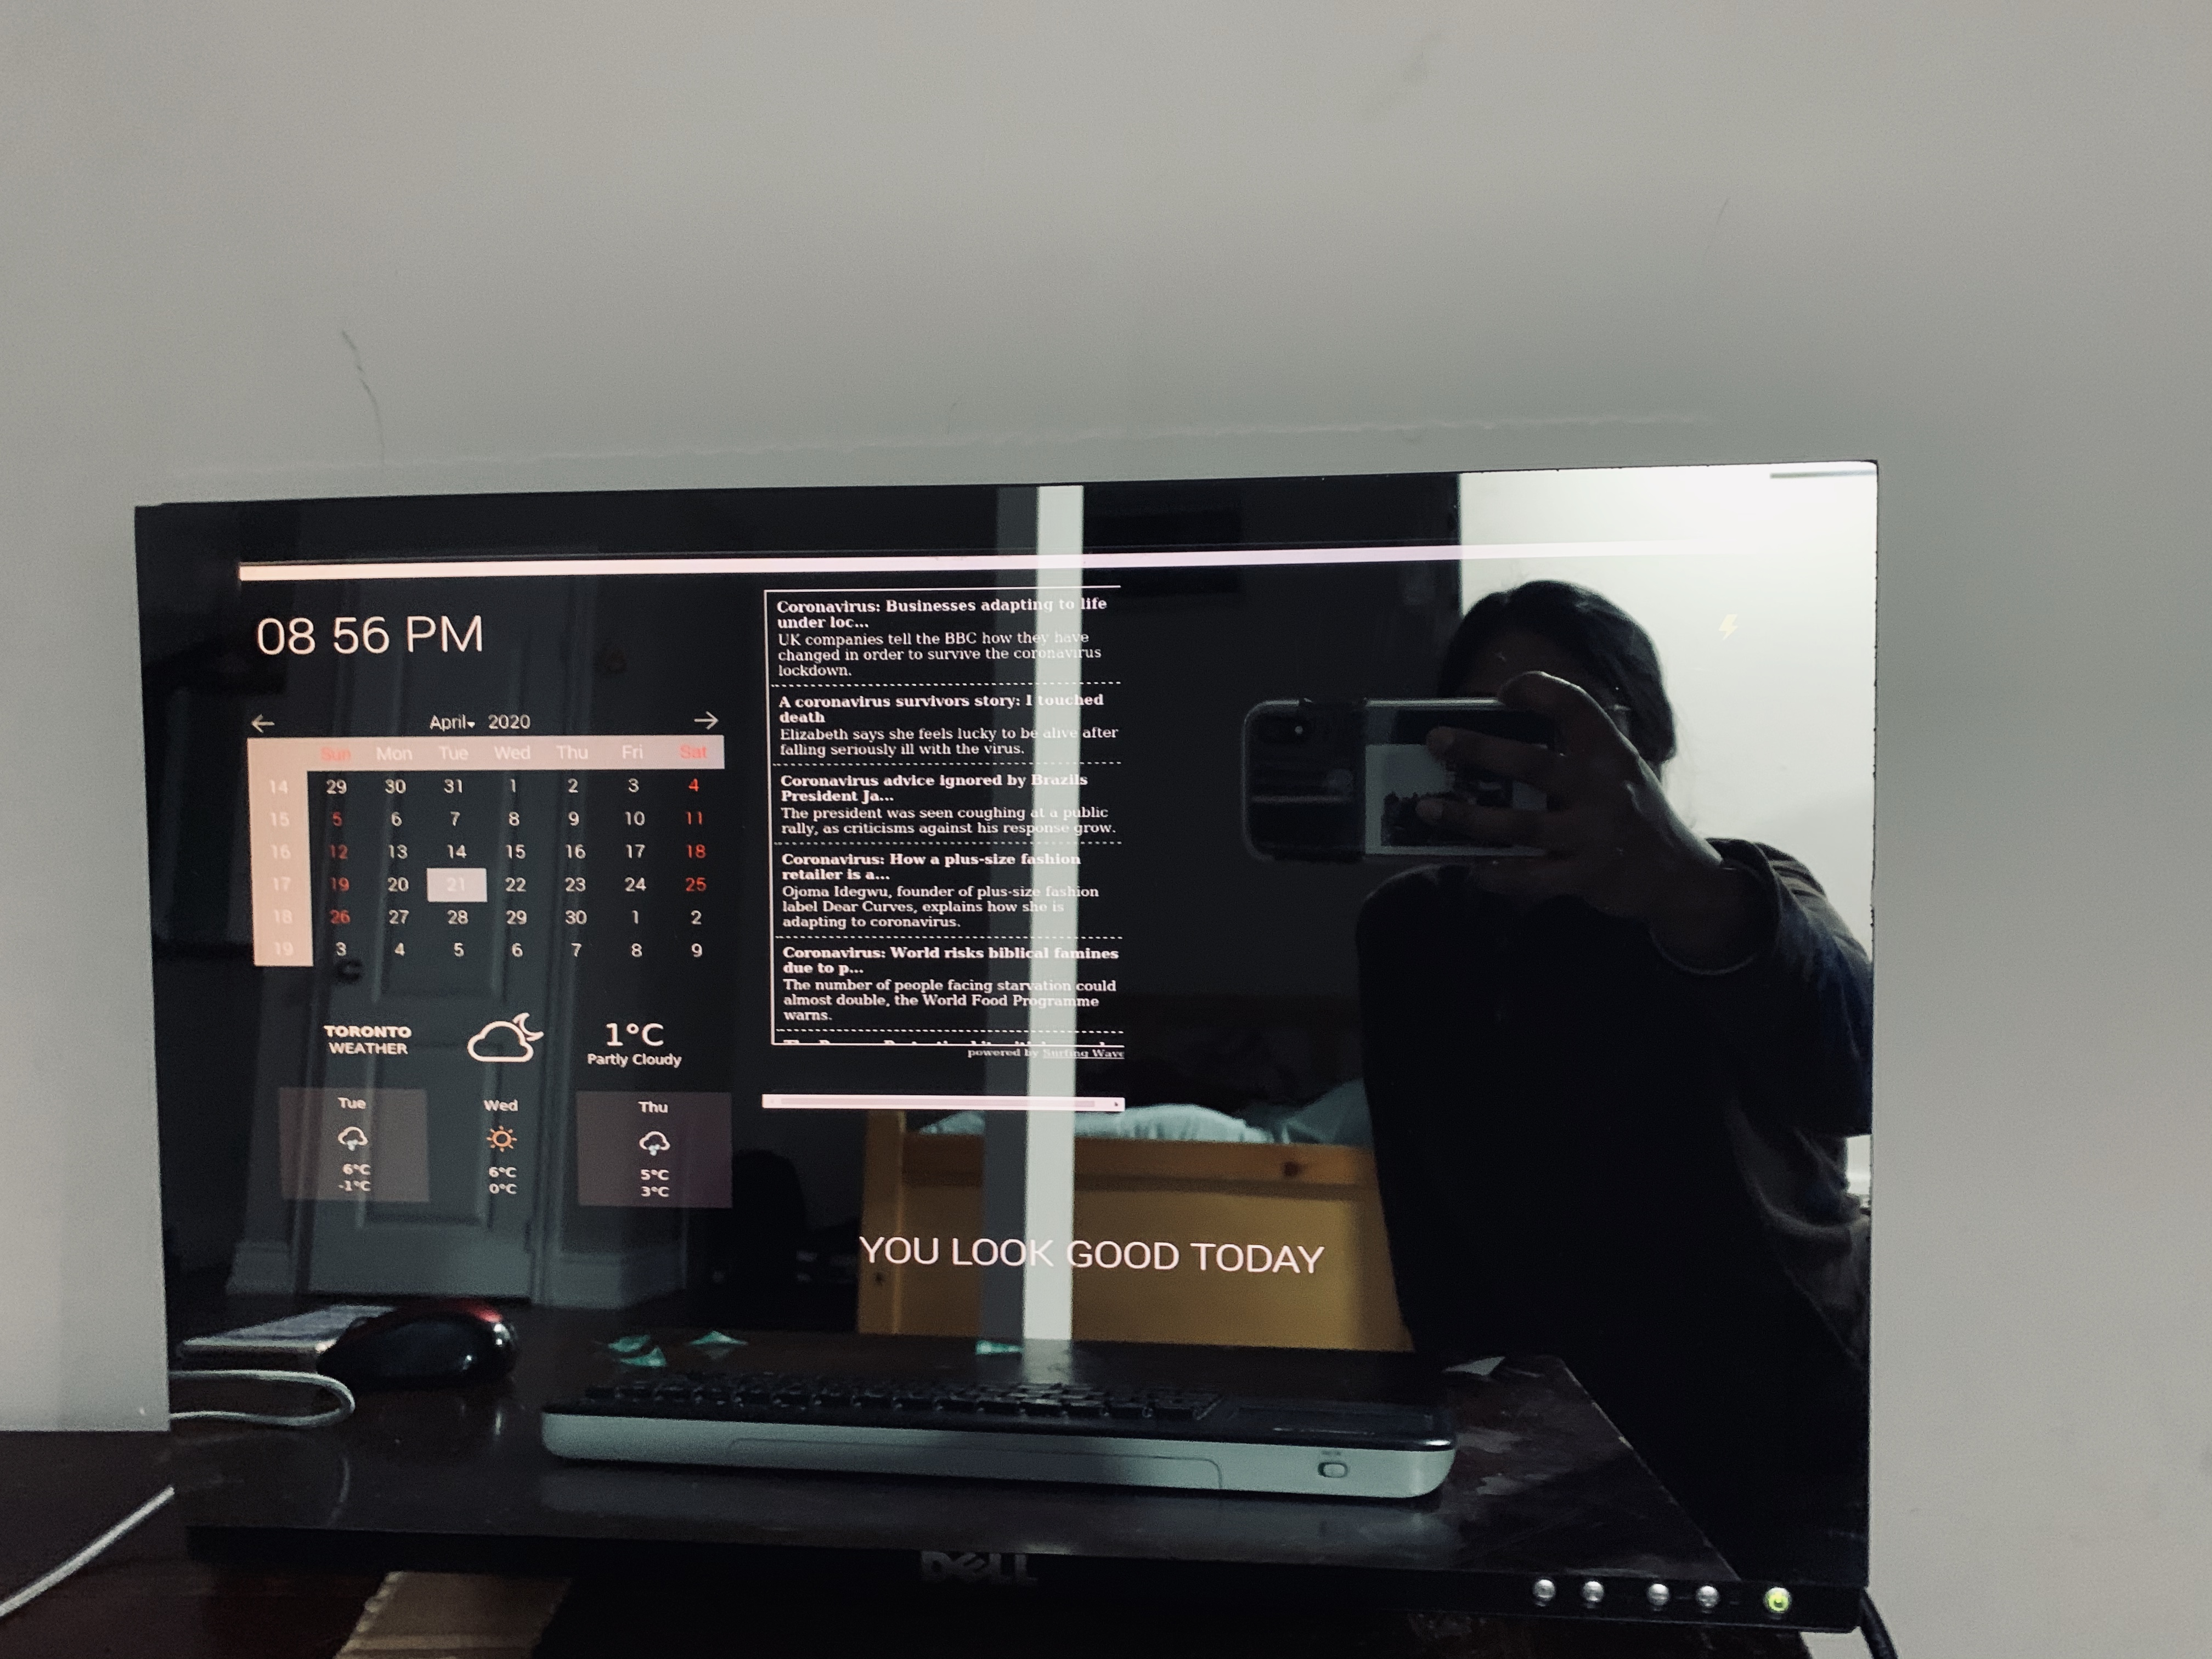 08 56 PM
April 2020
Sun Mon Tue Wed Thu Fri Sat
14 29 30 31 1 2 3 4
15 5 6 7 8 9 10 11
16 12 13 14 15 16 17 18
17 19 20 21 22 23 24 25
18 26 27 28 29 30 1 2
19 3 4 5 6 7 8 9
TORONTO
WEATHER
1°C
Partly Cloudy
Tue
6°C
-1°C
Wed
6°C
0°C
Thu
5°C
3°C
Coronavirus: Businesses adapting to life
under loc...
UK companies tell the BBC how they have
changed in order to survive the coronavirus
lockdown.
A coronavirus survivors story: I touched
death
Elizabeth says she feels lucky to be alive after
falling seriously ill with the virus.
Coronavirus advice ignored by Brazils
President Ja...
The president was seen coughing at a public
rally, as criticisms against his response grow.
Coronavirus: How a plus-size fashion
retailer is a...
Ojoma Idegwu, founder of plus-size fashion
label Dear Curves, explains how she is
adapting to coronavirus.
Coronavirus: World risks biblical famines
due to p...
The number of people facing starvation could
almost double, the World Food Programme
warns.
powered by Surfing Wave
YOU LOOK GOOD TODAY
DELL